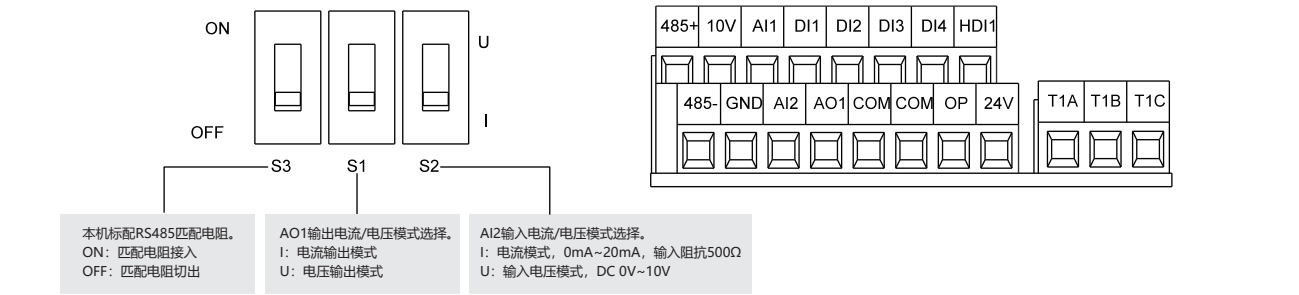 ON
U
OFF
I
S3
S1
S2
本机标配RS485匹配电阻。
ON：匹配电阻接入
OFF：匹配电阻切出
AO1输出电流/电压模式选择。
I：电流输出模式
U：电压输出模式
AI2输入电流/电压模式选择。
I：电流模式，0mA~20mA，输入阻抗500Ω
U：输入电压模式，DC 0V~10V
485+ 10V AI1 DI1 DI2 DI3 DI4 HDI1
485- GND AI2 AO1 COM COM OP 24V
T1A T1B T1C